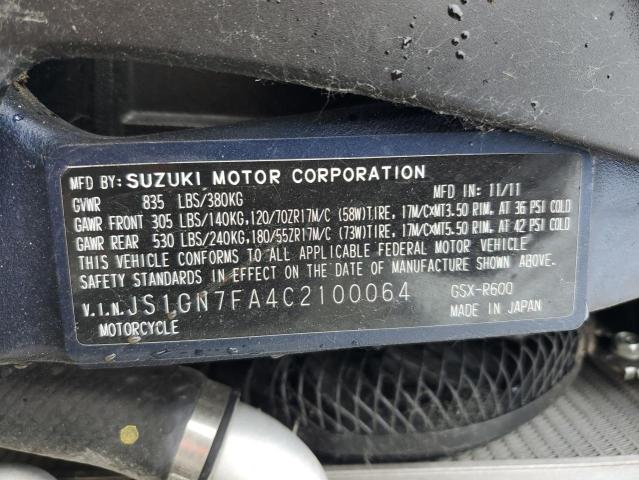 MFD BY: SUZUKI MOTOR CORPORATION MFD IN: 11/11
GVWR 835 LBS/380KG
GAWR FRONT 305 LBS/140KG,120/70ZR17M/C (58W)TIRE, 17M/C×MT3.50 RIM. AT 36 PSI COLD
GAWR REAR 530 LBS/240KG,180/55ZR17M/C (73W)TIRE, 17M/C×MT5.50 RIM. AT 42 PSI COLD
THIS VEHICLE CONFORMS TO ALL APPLICABLE FEDERAL MOTOR VEHICLE
SAFETY STANDARDS IN EFFECT ON THE DATE OF MANUFACTURE SHOWN ABOVE.
V.I.N. JS1GN7FA4C2100064 GSX-R600
MOTORCYCLE MADE IN JAPAN